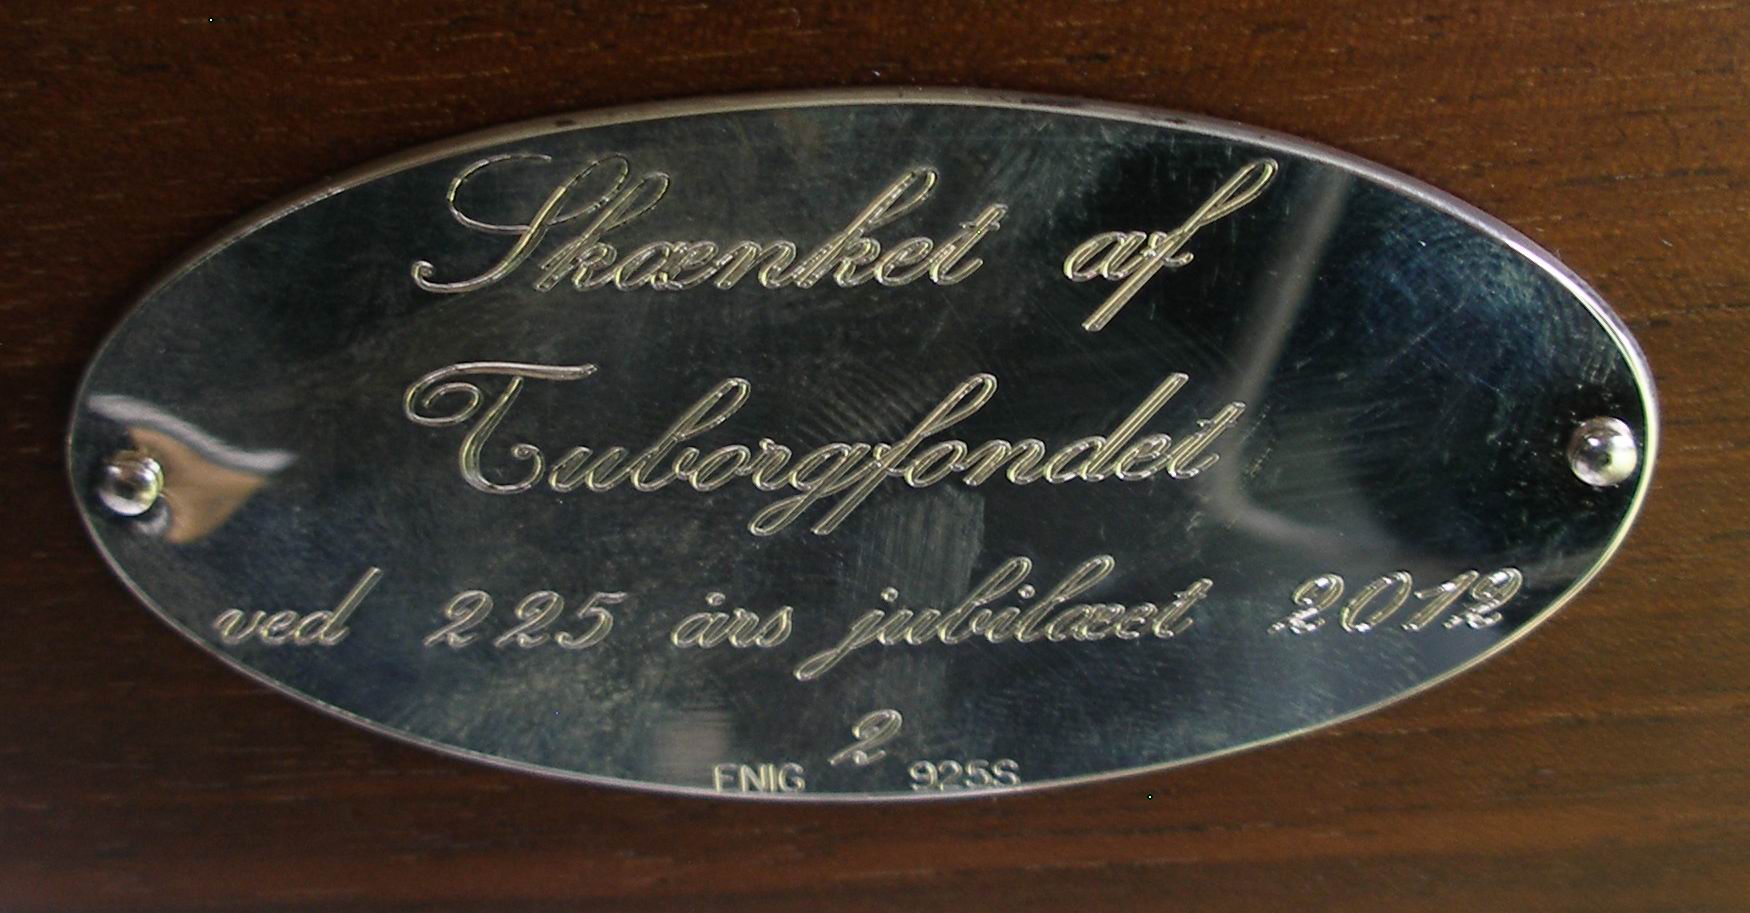 Skænket af
Tuborgfondet
ved 225 års jubilæet 2012
2
ENIG 925S